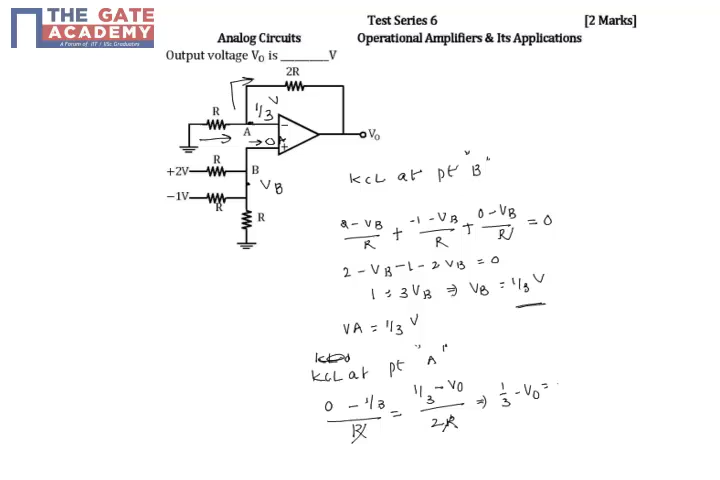 THE GATE ACADEMY
A Forum of IIT / IISc Graduates
Test Series 6 [2 Marks]
Analog Circuits Operational Amplifiers & Its Applications
Output voltage V₀ is ________V
2R
1/3 V
R
A
→0A
−
+
V₀
R
+2V
B
VB
−1V
R
R
KCL at pt "B"
2 − VB / R + −1 − VB / R + 0 − VB / R = 0
2 − VB − 1 − 2VB = 0
1 = 3VB ⇒ VB = 1/3 V
VA = 1/3 V
KCL at pt "A"
0 − 1/3 / R = 1/3 − V0 / 2R ⇒ 1/3 − V0 =